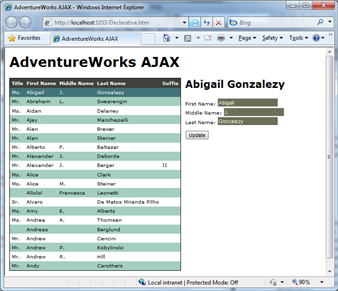 AdventureWorks AJAX - Windows Internet Explorer
http://localhost:1053/Declarative.htm
Bing
Favorites AdventureWorks AJAX Page Safety Tools
AdventureWorks AJAX
Title First Name Middle Name Last Name Suffix
Ms. Abigail J. Gonzalezy
Mr. Abraham L. Swearengin
Ms. Aidan Delaney
Mr. Ajay Manchepalli
Mr. Alan Brewer
Mr. Alan Steiner
Mr. Alberto F. Baltazar
Mr. Alexander J. Deborde
Mr. Alexander J. Berger II
Ms. Alice Clark
Ms. Alice M. Steiner
Allolol Francesca Leonetti
Sr. Alvaro De Matos Miranda Filho
Ms. Amy E. Alberts
Ms. Andrea A. Thomsen
Andreas Berglund
Mr. Andrew Cencini
Mr. Andrew P. Kobylinski
Mr. Andrew R. Hill
Mr. Andy Carothers
Abigail Gonzalezy
First Name: Abigail
Middle Name: J.
Last Name: Gonzalezy
Update
Local intranet | Protected Mode: Off 90%